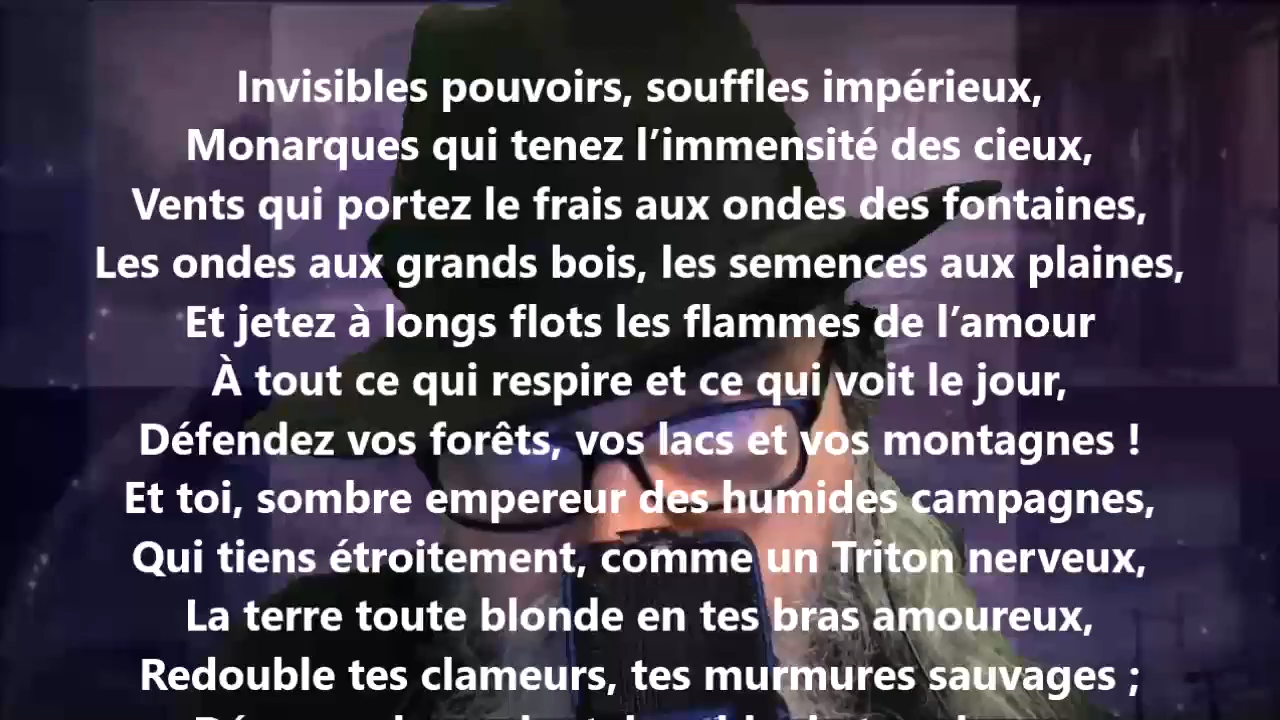 Invisibles pouvoirs, souffles impérieux,
Monarques qui tenez l’immensité des cieux,
Vents qui portez le frais aux ondes des fontaines,
Les ondes aux grands bois, les semences aux plaines,
Et jetez à longs flots les flammes de l’amour
À tout ce qui respire et ce qui voit le jour,
Défendez vos forêts, vos lacs et vos montagnes !
Et toi, sombre empereur des humides campagnes,
Qui tiens étroitement, comme un Triton nerveux,
La terre toute blonde en tes bras amoureux,
Redouble tes clameurs, tes murmures sauvages ;